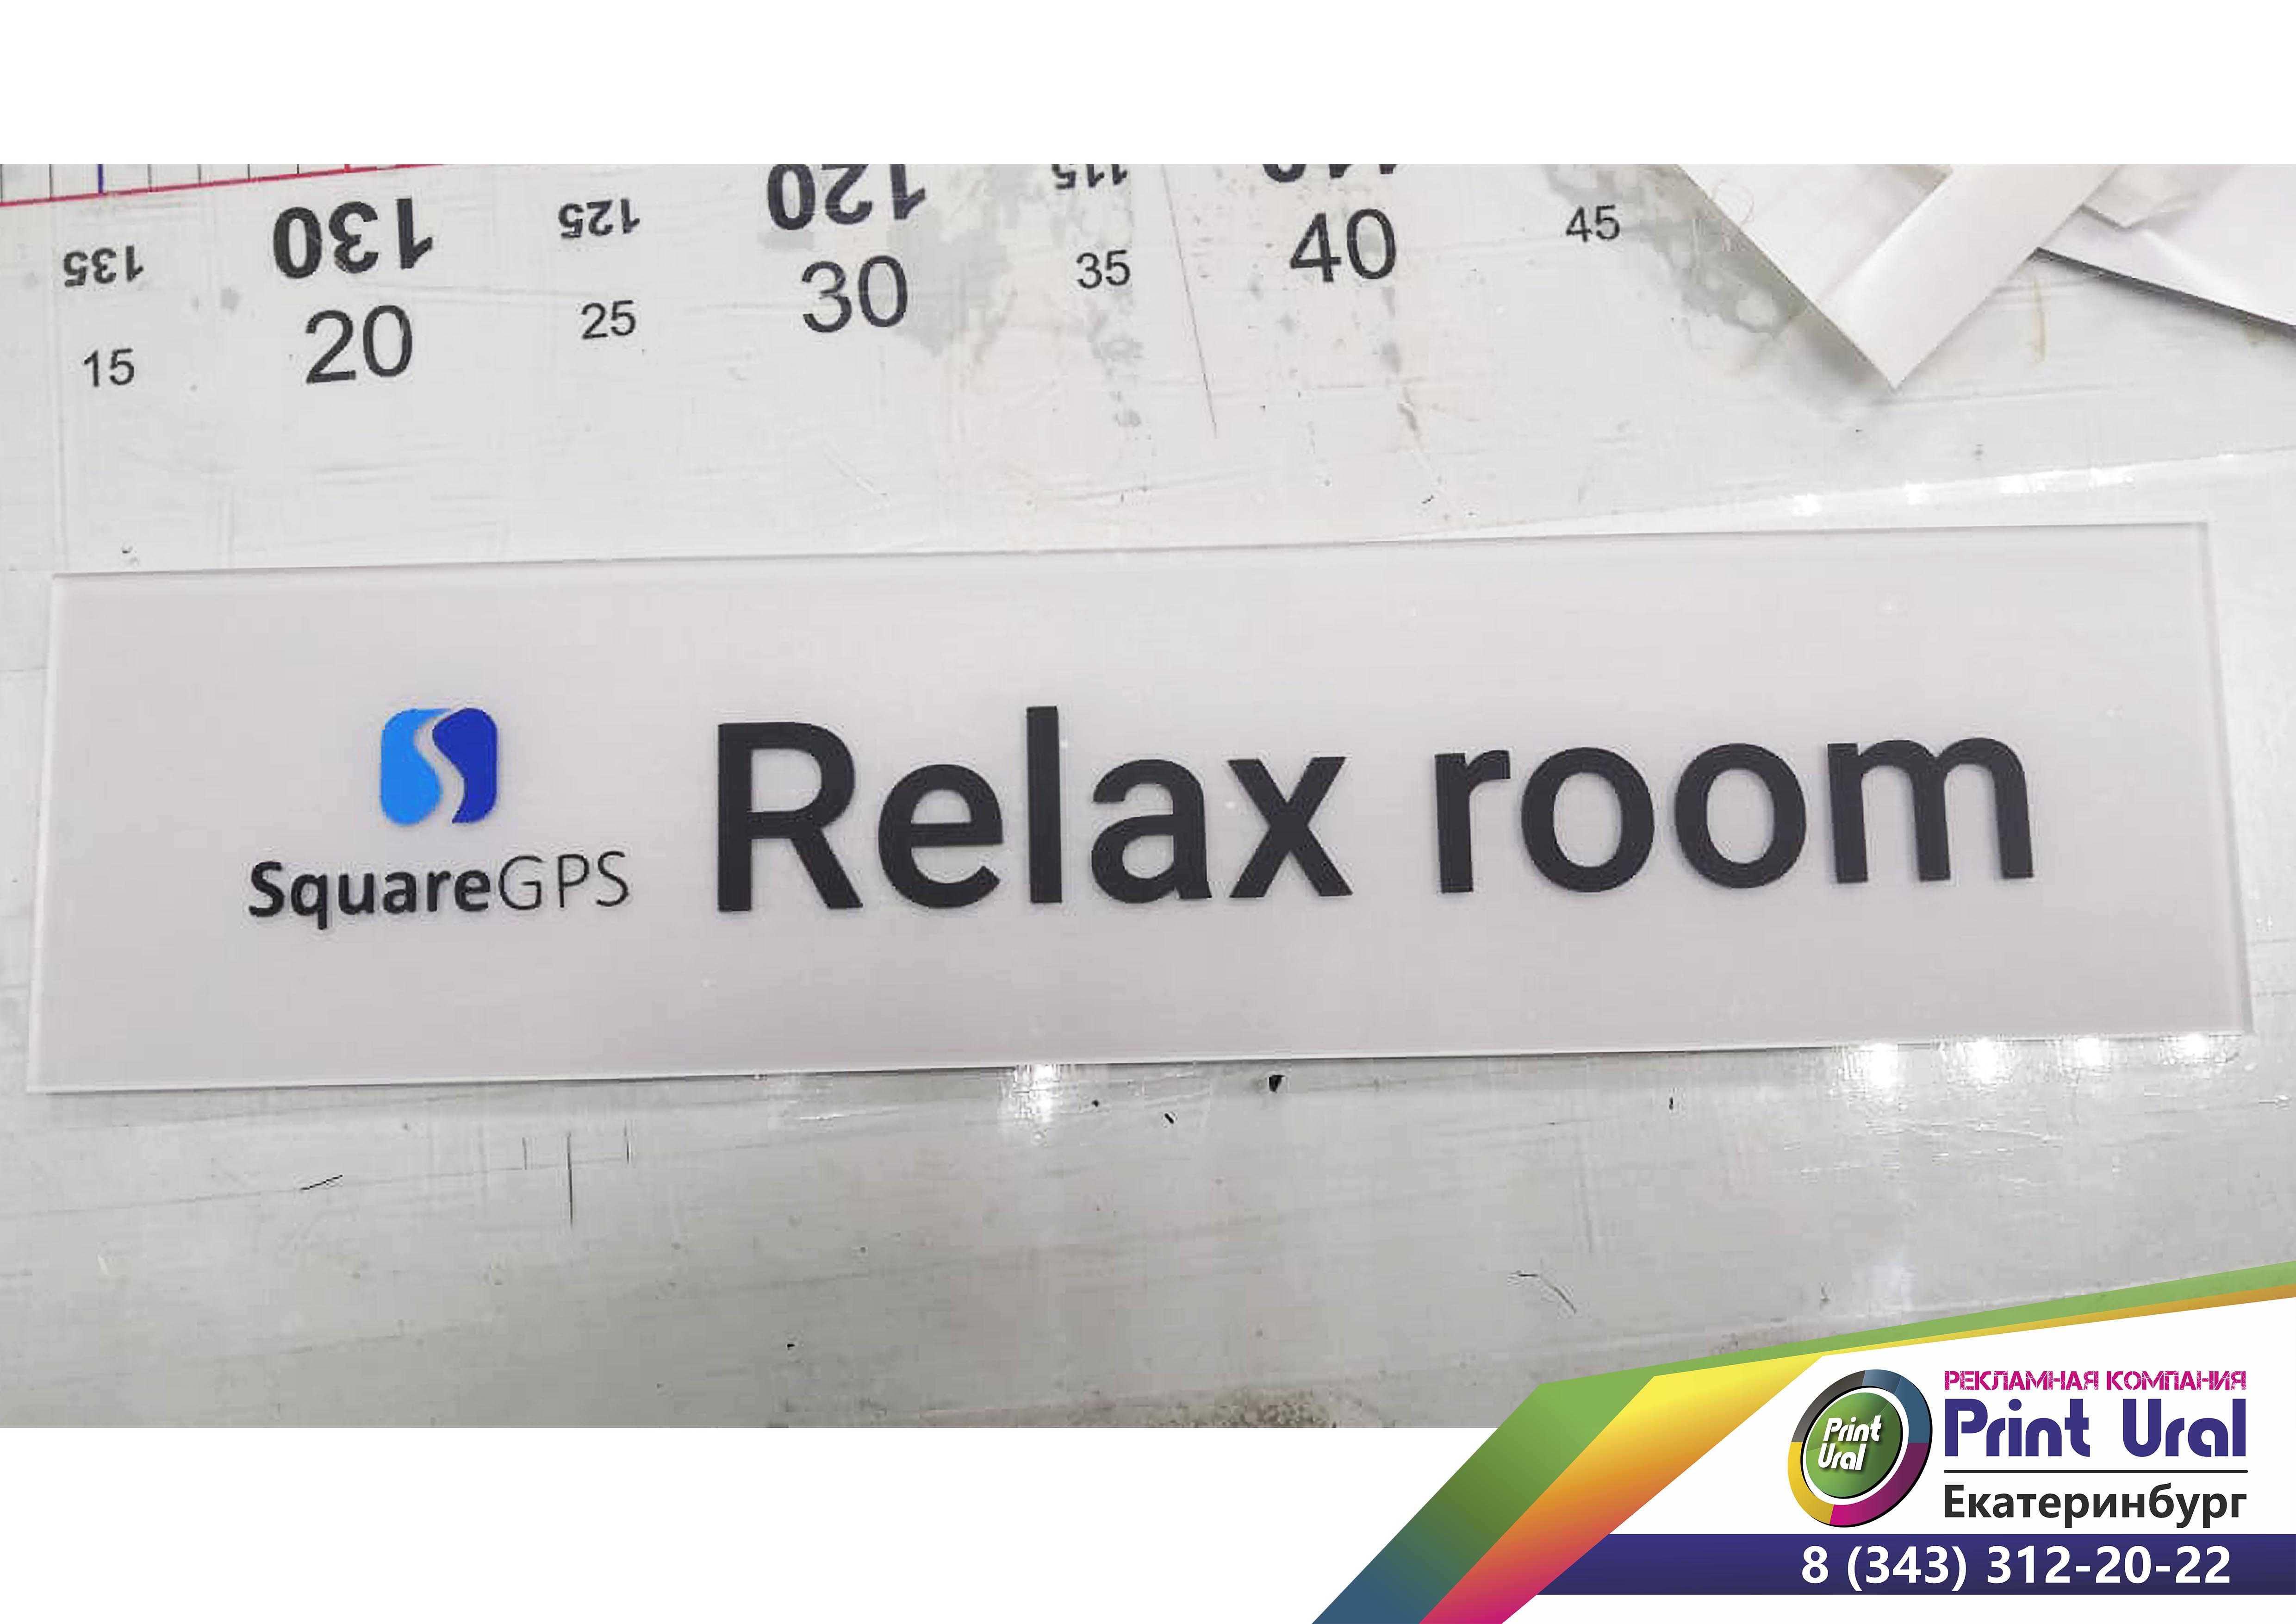 135 130 125 120 115
15 20 25 30 35 40 45
SquareGPS
Relax room
Print
Ural
РЕКЛАМНАЯ КОМПАНИЯ
Print Ural
Екатеринбург
8 (343) 312-20-22